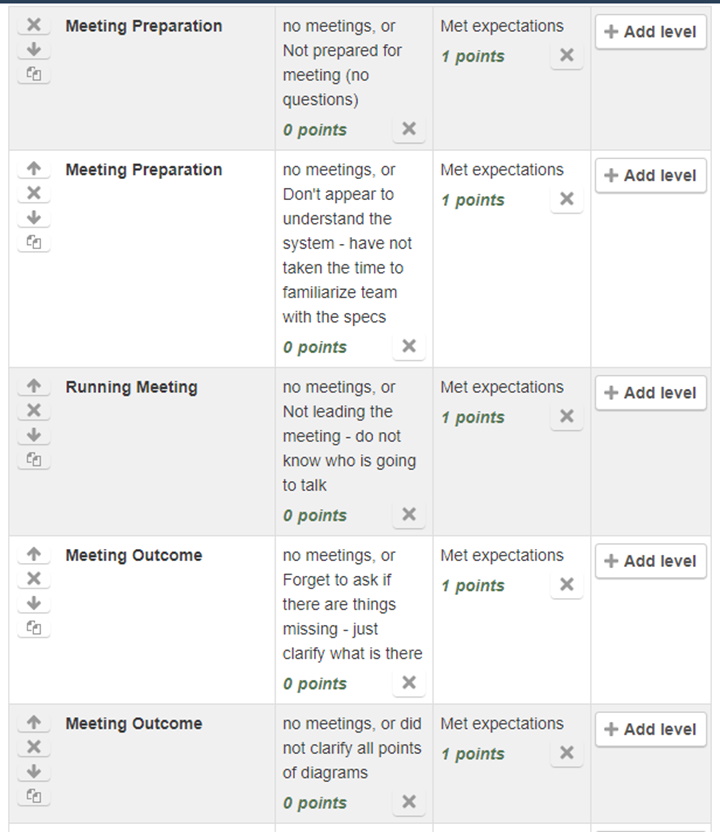 Meeting Preparation
no meetings, or
Not prepared for
meeting (no
questions)
0 points
Met expectations
1 points
Add level
Meeting Preparation
no meetings, or
Don't appear to
understand the
system - have not
taken the time to
familiarize team
with the specs
0 points
Met expectations
1 points
Add level
Running Meeting
no meetings, or
Not leading the
meeting - do not
know who is going
to talk
0 points
Met expectations
1 points
Add level
Meeting Outcome
no meetings, or
Forget to ask if
there are things
missing - just
clarify what is there
0 points
Met expectations
1 points
Add level
Meeting Outcome
no meetings, or did
not clarify all points
of diagrams
0 points
Met expectations
1 points
Add level